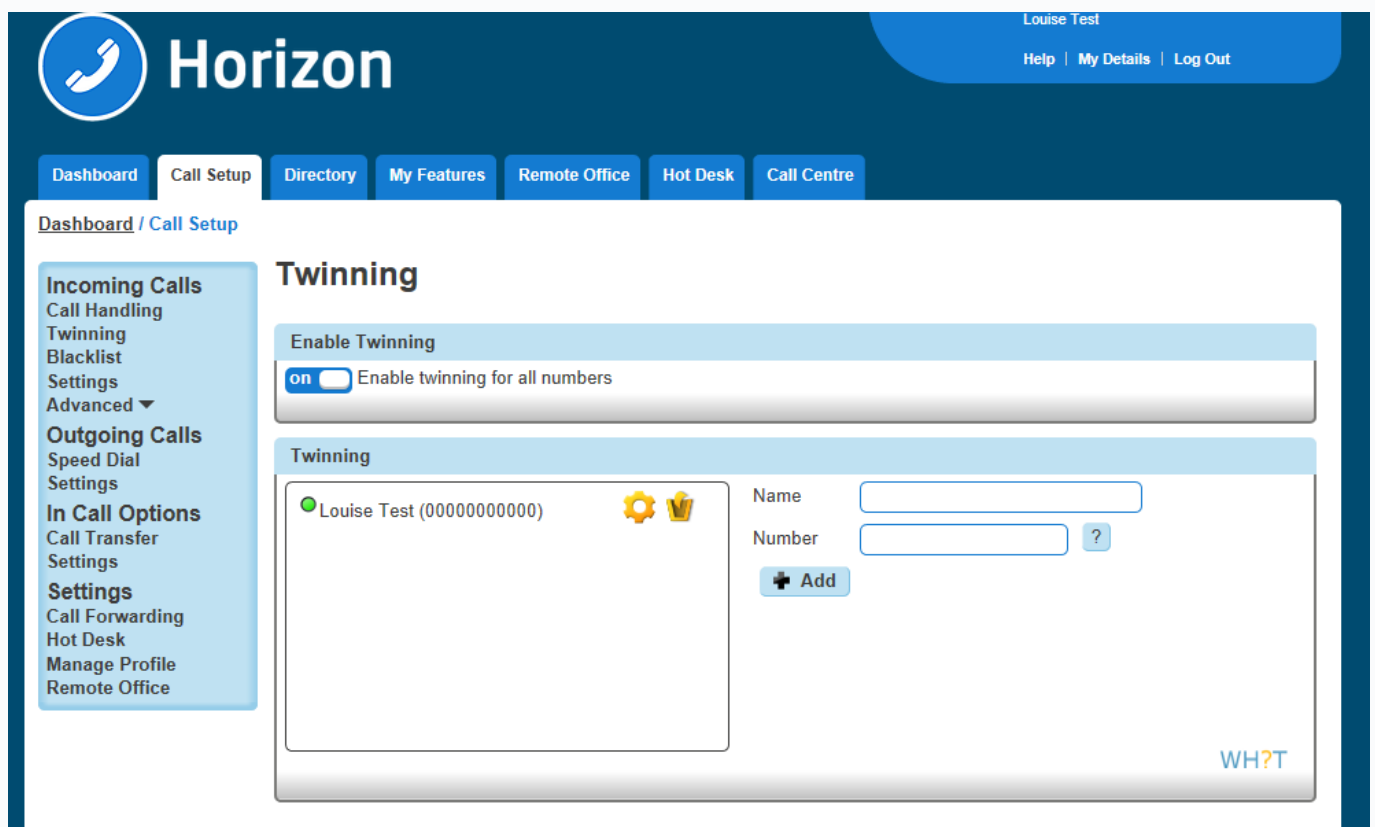 Louise Test
Help | My Details | Log Out
Horizon
Dashboard Call Setup Directory My Features Remote Office Hot Desk Call Centre
Dashboard / Call Setup
Incoming Calls
Call Handling
Twinning
Blacklist
Settings
Advanced
Outgoing Calls
Speed Dial
Settings
In Call Options
Call Transfer
Settings
Settings
Call Forwarding
Hot Desk
Manage Profile
Remote Office
Twinning
Enable Twinning
on Enable twinning for all numbers
Twinning
Louise Test (00000000000)
Name
Number ?
Add
WH?T